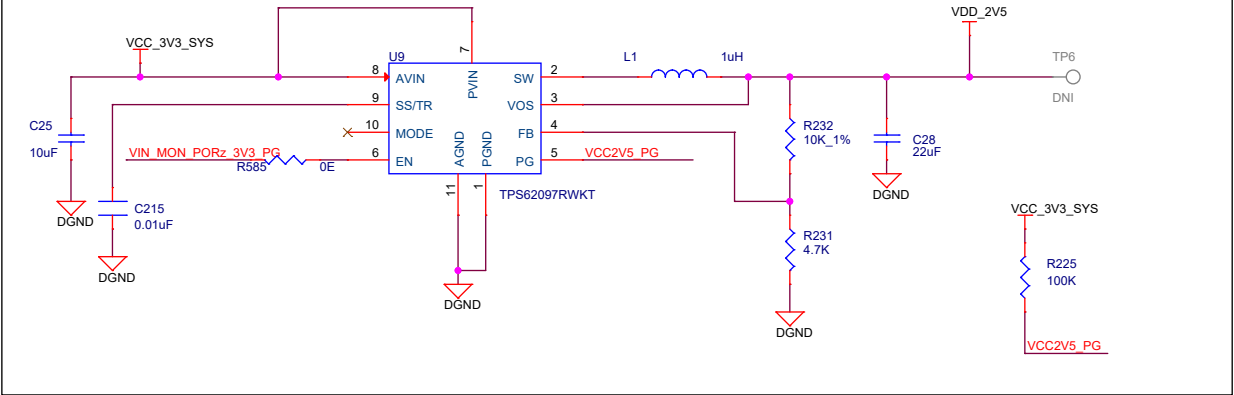 VDD_2V5
VCC_3V3_SYS
7
U9
L1
1uH
TP6
8
AVIN
PVIN
SW
2
9
SS/TR
VOS
3
DNI
C25
10uF
10
MODE
FB
4
R232
10K_1%
C28
22uF
VIN_MON_PORz_3V3_PG
R585
0E
6
EN
AGND
PGND
PG
5
VCC2V5_PG
11
1
TPS62097RWKT
DGND
C215
0.01uF
DGND
VCC_3V3_SYS
DGND
R231
4.7K
R225
100K
DGND
DGND
VCC2V5_PG